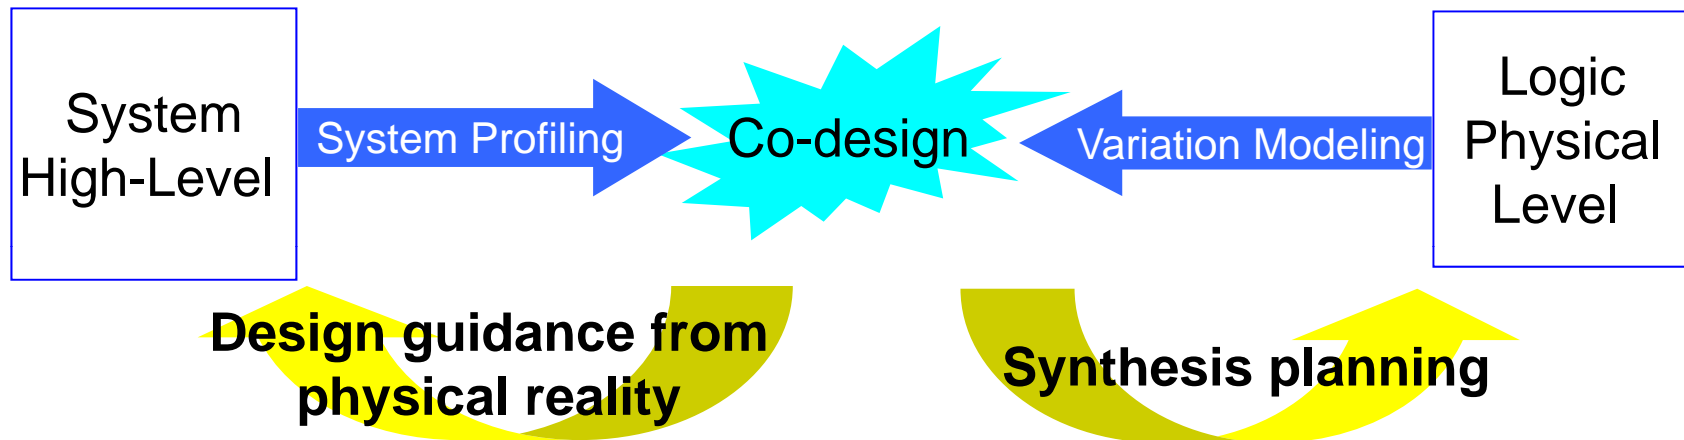 System
High-Level
System Profiling
Co-design
Variation Modeling
Logic
Physical
Level
Design guidance from
physical reality
Synthesis planning